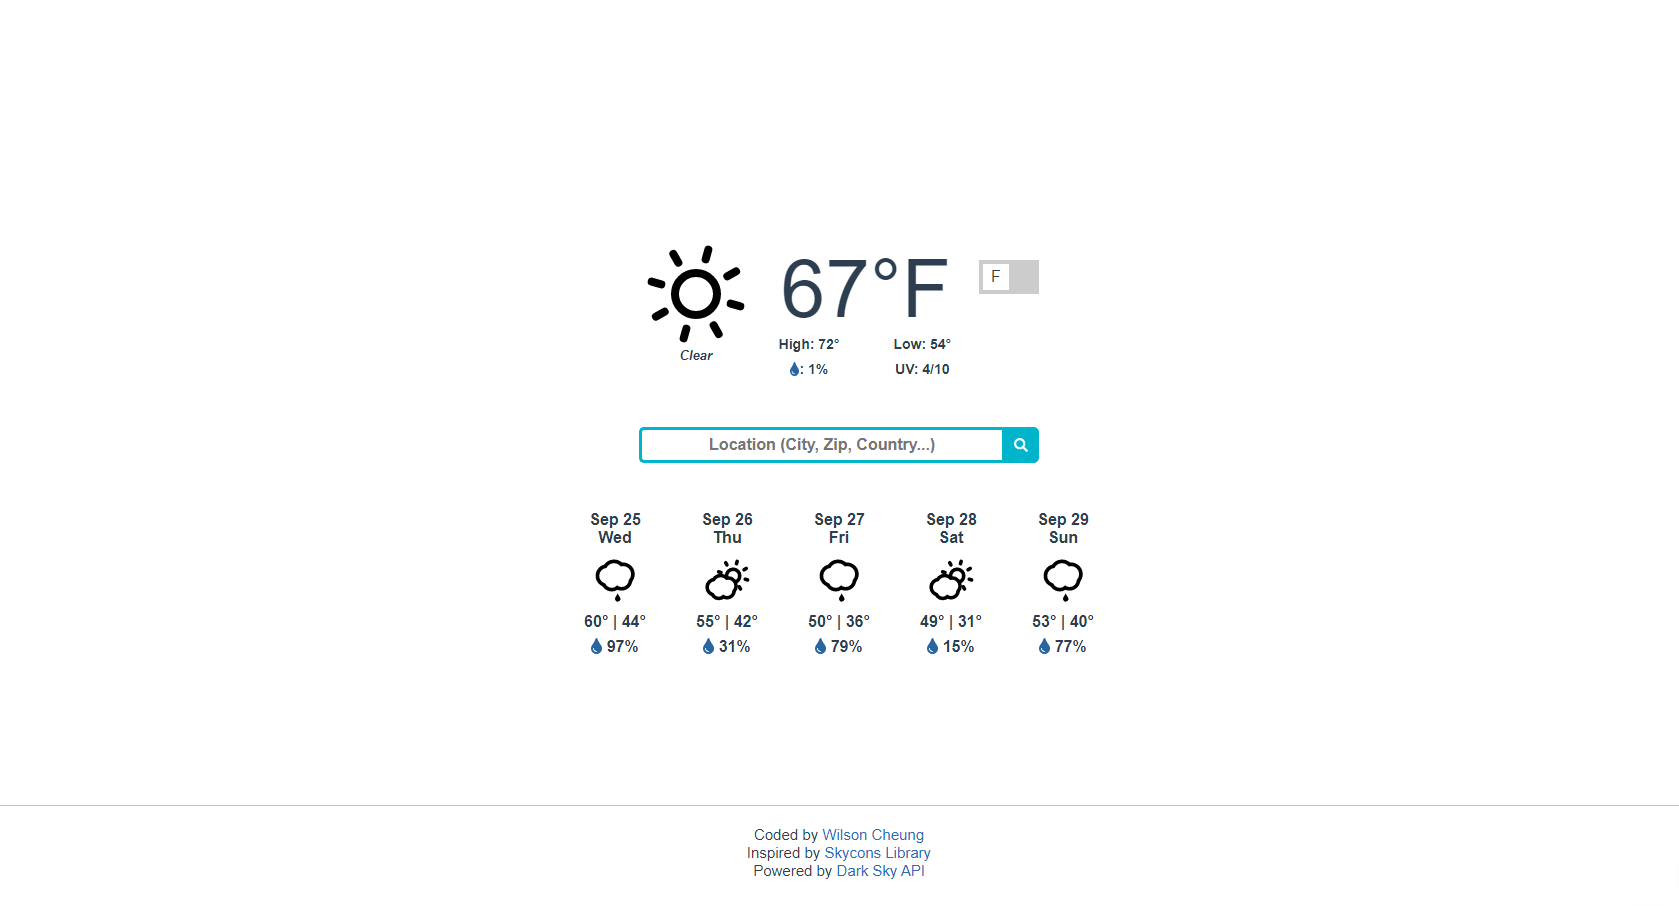 67°F
F
Clear
High: 72°
Low: 54°
: 1%
UV: 4/10
Location (City, Zip, Country...)
Sep 25
Wed
60° | 44°
97%
Sep 26
Thu
55° | 42°
31%
Sep 27
Fri
50° | 36°
79%
Sep 28
Sat
49° | 31°
15%
Sep 29
Sun
53° | 40°
77%
Coded by Wilson Cheung
Inspired by Skycons Library
Powered by Dark Sky API